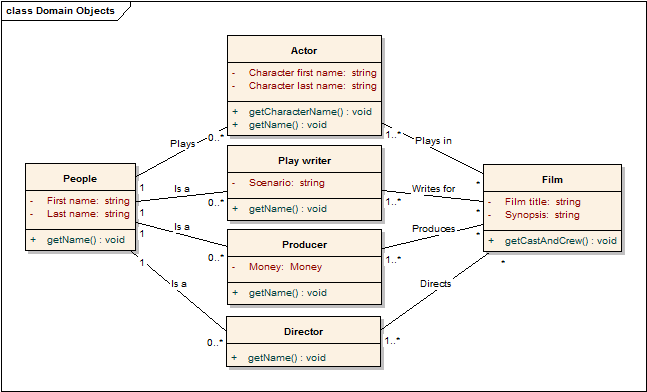 class Domain Objects
Actor
- Character first name: string
- Character last name: string
+ getCharacterName() : void
+ getName() : void
Plays
0..*
1..*
Plays in
People
- First name: string
- Last name: string
+ getName() : void
1
1
1
1
Is a
0..*
Play writer
- Scenario: string
+ getName() : void
Writes for
1..*
*
*
*
*
Film
- Film title: string
- Synopsis: string
+ getCastAndCrew() : void
Is a
0..*
Producer
- Money: Money
+ getName() : void
Produces
1..*
Is a
0..*
Director
+ getName() : void
Directs
1..*